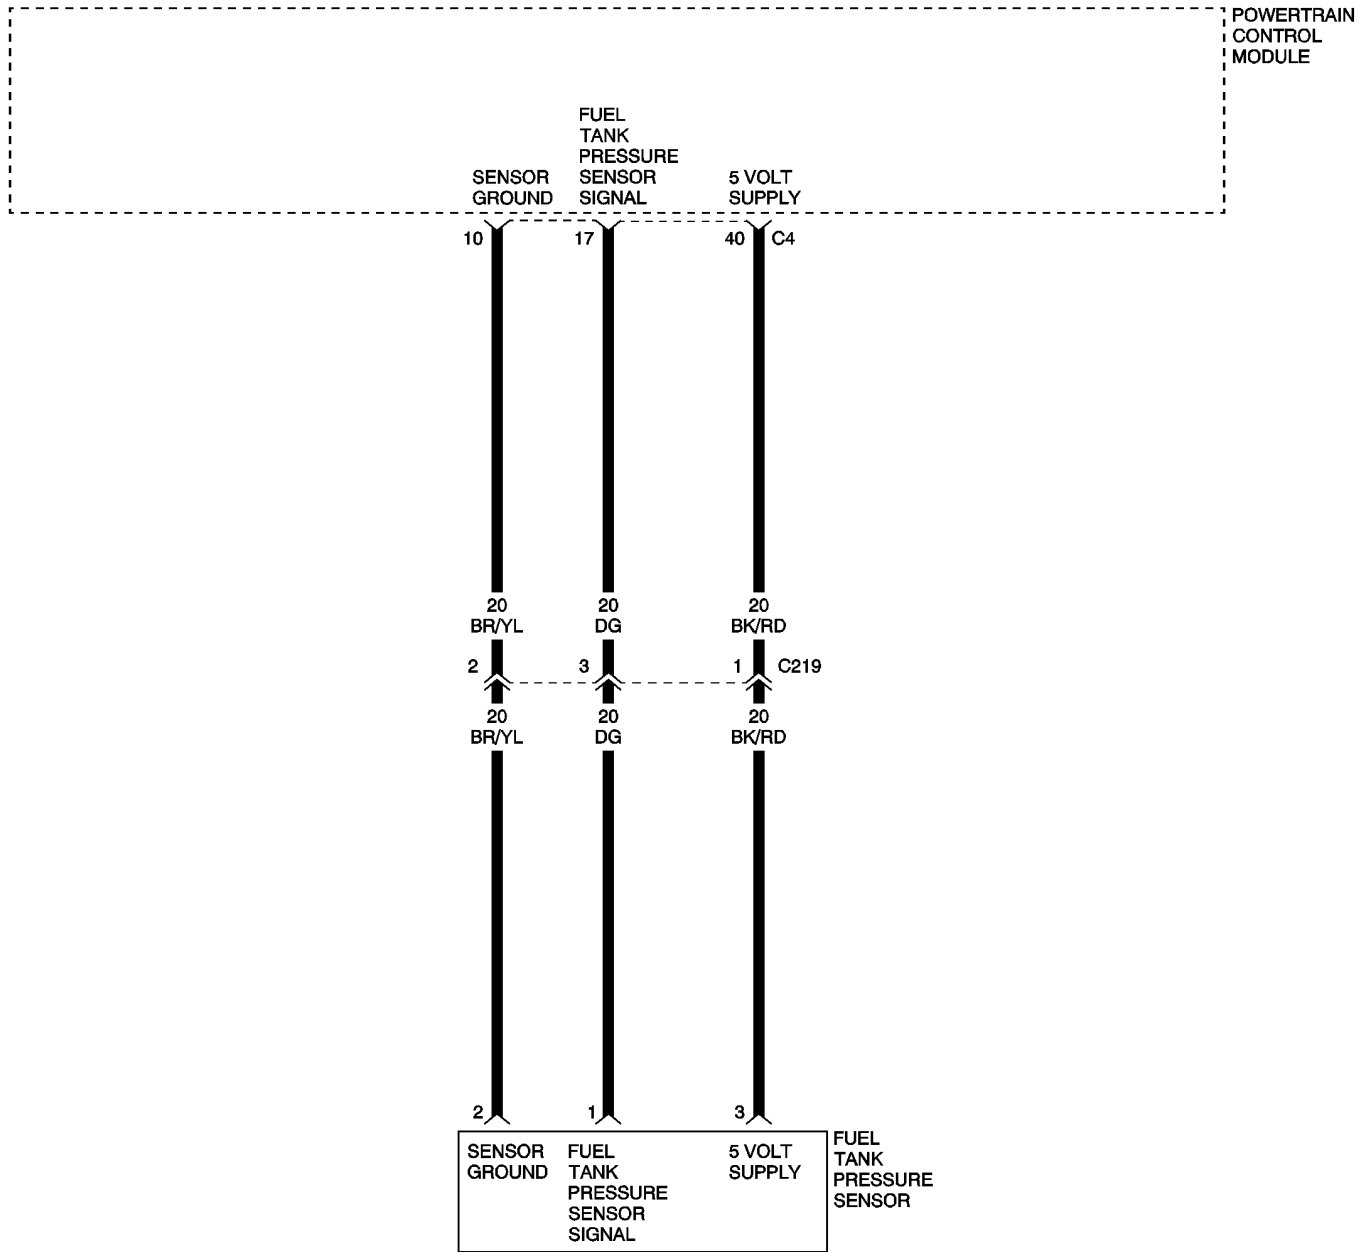 POWERTRAIN
CONTROL
MODULE
FUEL
TANK
PRESSURE
SENSOR
SIGNAL
SENSOR
GROUND
5 VOLT
SUPPLY
10
17
40
C4
20
BR/YL
20
DG
20
BK/RD
2
3
1
C219
20
BR/YL
20
DG
20
BK/RD
2
1
3
SENSOR
GROUND
FUEL
TANK
PRESSURE
SENSOR
SIGNAL
5 VOLT
SUPPLY
FUEL
TANK
PRESSURE
SENSOR